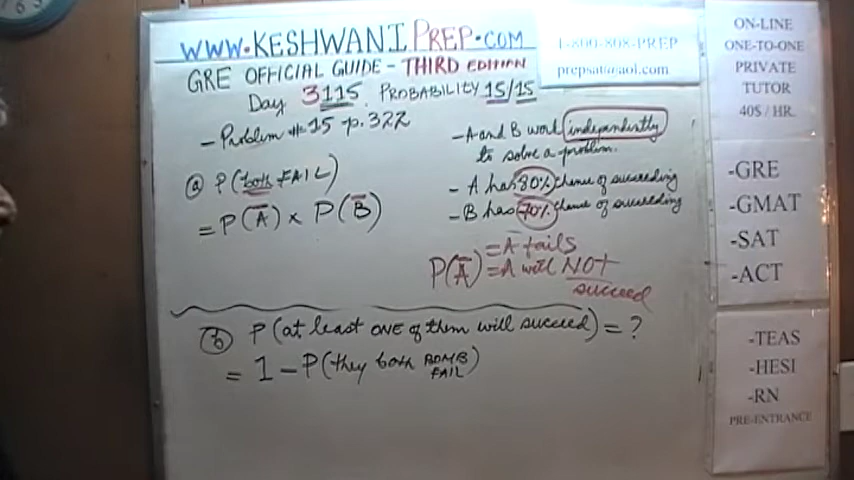 WWW.KESHWANIPREP.COM
GRE OFFICIAL GUIDE - THIRD EDITION
Day 3115. PROBABILITY 15/15
- Problem # 15 p. 322
ⓐ P(both FAIL)
= P(A̅) × P(B̅)
- A and B work independently
to solve a problem.
- A has 80% chance of succeeding
- B has 70% chance of succeeding
P(A̅) = A fails
= A will NOT
succeed
ⓑ P(at least ONE of them will succeed) = ?
= 1 - P(they both BOMB
FAIL)
1-800-808-PREP
prepsat@aol.com
ON-LINE
ONE-TO-ONE
PRIVATE
TUTOR
40$ / HR.
-GRE
-GMAT
-SAT
-ACT
-TEAS
-HESI
-RN
PRE-ENTRANCE